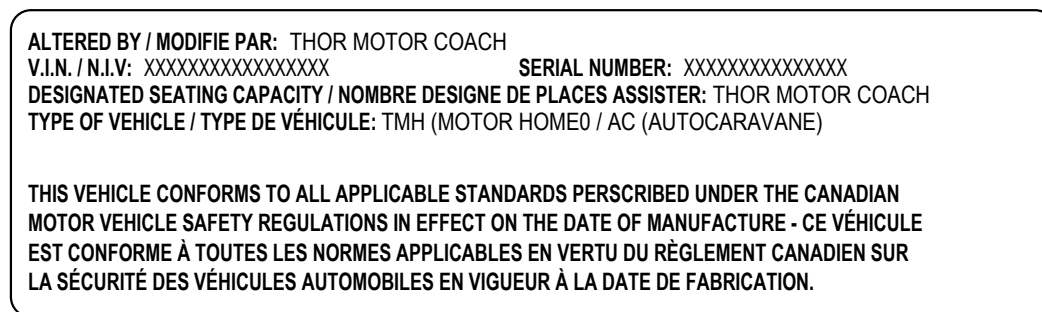 ALTERED BY / MODIFIE PAR: THOR MOTOR COACH
V.I.N. / N.I.V: XXXXXXXXXXXXXXXXX SERIAL NUMBER: XXXXXXXXXXXXXXX
DESIGNATED SEATING CAPACITY / NOMBRE DESIGNE DE PLACES ASSISTER: THOR MOTOR COACH
TYPE OF VEHICLE / TYPE DE VÉHICULE: TMH (MOTOR HOME0 / AC (AUTOCARAVANE)
THIS VEHICLE CONFORMS TO ALL APPLICABLE STANDARDS PERSCRIBED UNDER THE CANADIAN
MOTOR VEHICLE SAFETY REGULATIONS IN EFFECT ON THE DATE OF MANUFACTURE - CE VÉHICULE
EST CONFORME À TOUTES LES NORMES APPLICABLES EN VERTU DU RÈGLEMENT CANADIEN SUR
LA SÉCURITÉ DES VÉHICULES AUTOMOBILES EN VIGUEUR À LA DATE DE FABRICATION.